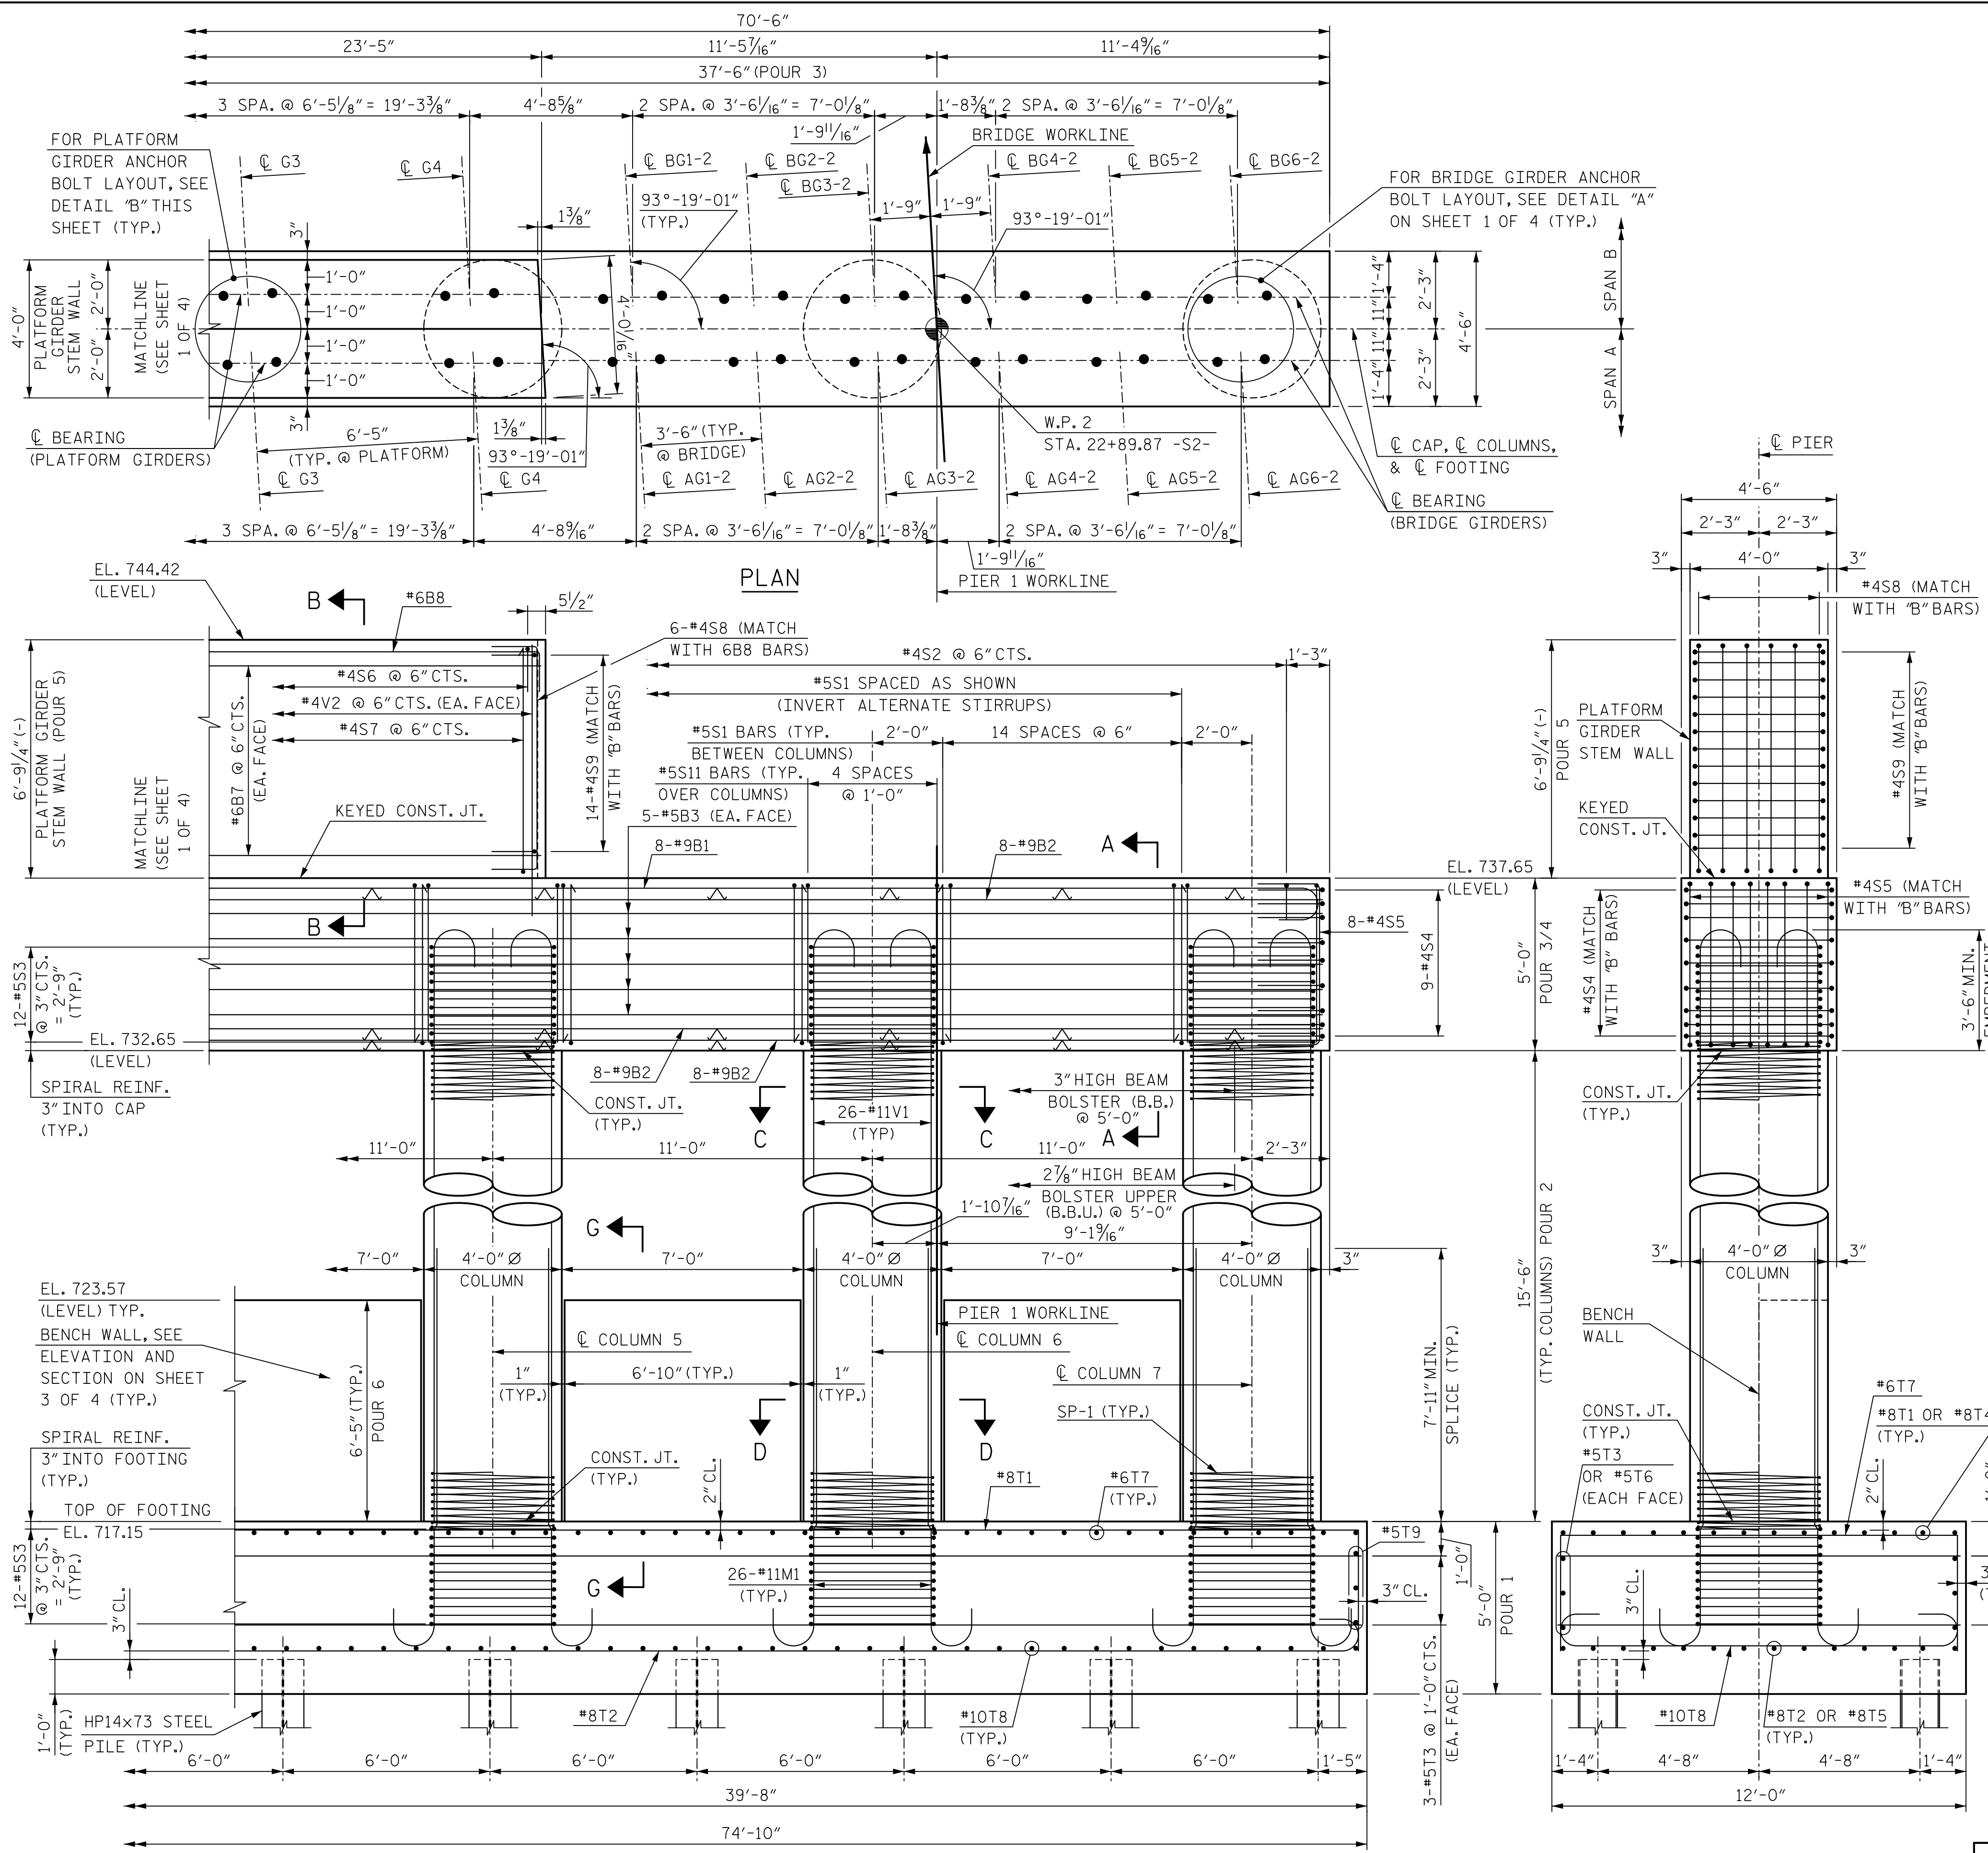 70'-6"
23'-5"
11'-5 7/16"
11'-4 9/16"
37'-6" (POUR 3)
3 SPA. @ 6'-5 1/8" = 19'-3 3/8"
4'-8 5/8"
2 SPA. @ 3'-6 1/16" = 7'-0 1/8"
1'-8 3/8"
2 SPA. @ 3'-6 1/16" = 7'-0 1/8"
1'-9 11/16"
BRIDGE WORKLINE
FOR PLATFORM
GIRDER ANCHOR
BOLT LAYOUT, SEE
DETAIL "B" THIS
SHEET (TYP.)
℄ G3
℄ G4
℄ BG1-2
℄ BG2-2
℄ BG3-2
℄ BG4-2
℄ BG5-2
℄ BG6-2
93°-19'-01"
(TYP.)
1'-9"
1'-9"
93°-19'-01"
FOR BRIDGE GIRDER ANCHOR
BOLT LAYOUT, SEE DETAIL "A"
ON SHEET 1 OF 4 (TYP.)
3"
1 3/8"
4'-0"
PLATFORM
GIRDER
STEM WALL
2'-0"
2'-0"
MATCHLINE
(SEE SHEET
1 OF 4)
1'-0"
1'-0"
1'-0"
1'-0"
3"
4'-0 1/16"
1'-4"
11"
11"
1'-4"
2'-3"
2'-3"
4'-6"
SPAN B
SPAN A
℄ BEARING
(PLATFORM GIRDERS)
6'-5"
(TYP. @ PLATFORM)
1 3/8"
93°-19'-01"
3'-6" (TYP.
@ BRIDGE)
W.P. 2
STA. 22+89.87 -S2-
℄ CAP, ℄ COLUMNS,
& ℄ FOOTING
℄ BEARING
(BRIDGE GIRDERS)
℄ G3
℄ G4
℄ AG1-2
℄ AG2-2
℄ AG3-2
℄ AG4-2
℄ AG5-2
℄ AG6-2
3 SPA. @ 6'-5 1/8" = 19'-3 3/8"
4'-8 9/16"
2 SPA. @ 3'-6 1/16" = 7'-0 1/8"
1'-8 3/8"
2 SPA. @ 3'-6 1/16" = 7'-0 1/8"
1'-9 11/16"
PIER 1 WORKLINE
PLAN
EL. 744.42
(LEVEL)
B
#6B8
5 1/2"
6-#4S8 (MATCH
WITH 6B8 BARS)
#4S6 @ 6" CTS.
#4V2 @ 6" CTS. (EA. FACE)
#4S7 @ 6" CTS.
#6B7 @ 6" CTS.
(EA. FACE)
14-#4S9 (MATCH
WITH "B" BARS)
6'-9 1/4" (-)
PLATFORM GIRDER
STEM WALL (POUR 5)
MATCHLINE
(SEE SHEET
1 OF 4)
KEYED CONST. JT.
#4S2 @ 6" CTS.
1'-3"
#5S1 SPACED AS SHOWN
(INVERT ALTERNATE STIRRUPS)
#5S1 BARS (TYP.
BETWEEN COLUMNS)
2'-0"
14 SPACES @ 6"
2'-0"
#5S11 BARS (TYP.
OVER COLUMNS)
4 SPACES
@ 1'-0"
5-#5B3 (EA. FACE)
8-#9B1
8-#9B2
A
EL. 737.65
(LEVEL)
B
8-#4S5
9-#4S4
5'-0"
POUR 3/4
12-#5S3
@ 3" CTS.
= 2'-9"
(TYP.)
EL. 732.65
(LEVEL)
SPIRAL REINF.
3" INTO CAP
(TYP.)
8-#9B2
8-#9B2
CONST. JT.
(TYP.)
C
26-#11V1
(TYP)
C
3" HIGH BEAM
BOLSTER (B.B.)
@ 5'-0"
A
11'-0"
11'-0"
11'-0"
2'-3"
2 7/8" HIGH BEAM
BOLSTER UPPER
(B.B.U.) @ 5'-0"
1'-10 7/16"
9'-1 9/16"
G
7'-0"
4'-0" Ø
COLUMN
7'-0"
4'-0" Ø
COLUMN
7'-0"
4'-0" Ø
COLUMN
3"
EL. 723.57
(LEVEL) TYP.
BENCH WALL, SEE
ELEVATION AND
SECTION ON SHEET
3 OF 4 (TYP.)
PIER 1 WORKLINE
℄ COLUMN 5
℄ COLUMN 6
℄ COLUMN 7
1"
(TYP.)
6'-10" (TYP.)
1"
(TYP.)
6'-5" (TYP.)
POUR 6
D
D
SP-1 (TYP.)
7'-11" MIN.
SPLICE (TYP.)
15'-6"
(TYP. COLUMNS) POUR 2
SPIRAL REINF.
3" INTO FOOTING
(TYP.)
CONST. JT.
(TYP.)
2" CL.
#8T1
#6T7
(TYP.)
TOP OF FOOTING
EL. 717.15
12-#5S3
@ 3" CTS.
= 2'-9"
(TYP.)
3" CL.
G
26-#11M1
(TYP.)
#5T9
1'-0"
3" CL.
5'-0"
POUR 1
3-#5T3 @ 1'-0" CTS.
(EA. FACE)
1'-0"
(TYP.)
HP14x73 STEEL
PILE (TYP.)
#8T2
#10T8
(TYP.)
6'-0"
6'-0"
6'-0"
6'-0"
6'-0"
6'-0"
1'-5"
39'-8"
74'-10"
℄ PIER
4'-6"
2'-3"
2'-3"
3"
4'-0"
3"
#4S8 (MATCH
WITH "B" BARS)
6'-9 1/4" (-)
POUR 5
PLATFORM
GIRDER
STEM WALL
#4S9 (MATCH
WITH "B" BARS)
KEYED
CONST. JT.
#4S5 (MATCH
WITH "B" BARS)
#4S4 (MATCH
WITH "B" BARS)
3'-6" MIN.
CONST. JT.
(TYP.)
3"
4'-0" Ø
COLUMN
3"
BENCH
WALL
CONST. JT.
(TYP.)
#5T3
OR #5T6
(EACH FACE)
#6T7
#8T1 OR #8T4
(TYP.)
2" CL.
3" CL.
#10T8
#8T2 OR #8T5
(TYP.)
1'-4"
4'-8"
4'-8"
1'-4"
12'-0"